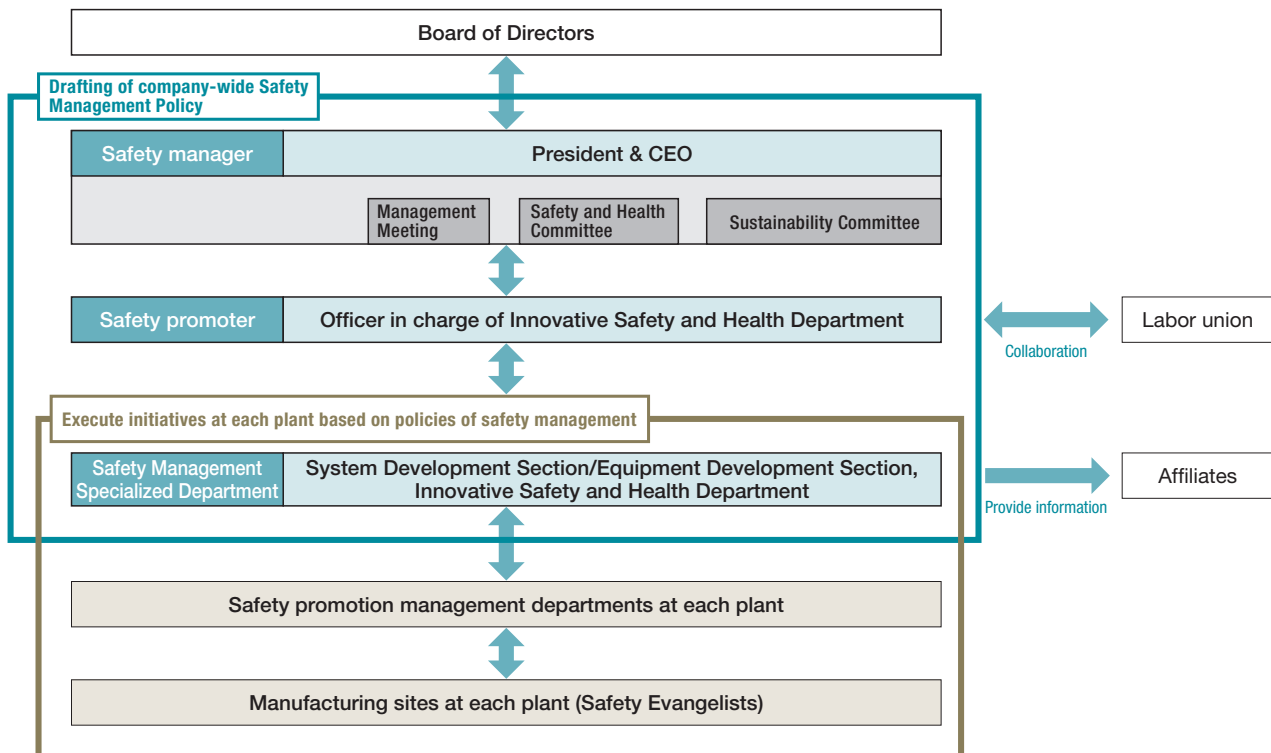 Board of Directors
Drafting of company-wide Safety
Management Policy
Safety manager
President & CEO
Management
Meeting
Safety and Health
Committee
Sustainability Committee
Safety promoter
Officer in charge of Innovative Safety and Health Department
Collaboration
Labor union
Execute initiatives at each plant based on policies of safety management
Safety Management
Specialized Department
System Development Section/Equipment Development Section,
Innovative Safety and Health Department
Provide information
Affiliates
Safety promotion management departments at each plant
Manufacturing sites at each plant (Safety Evangelists)